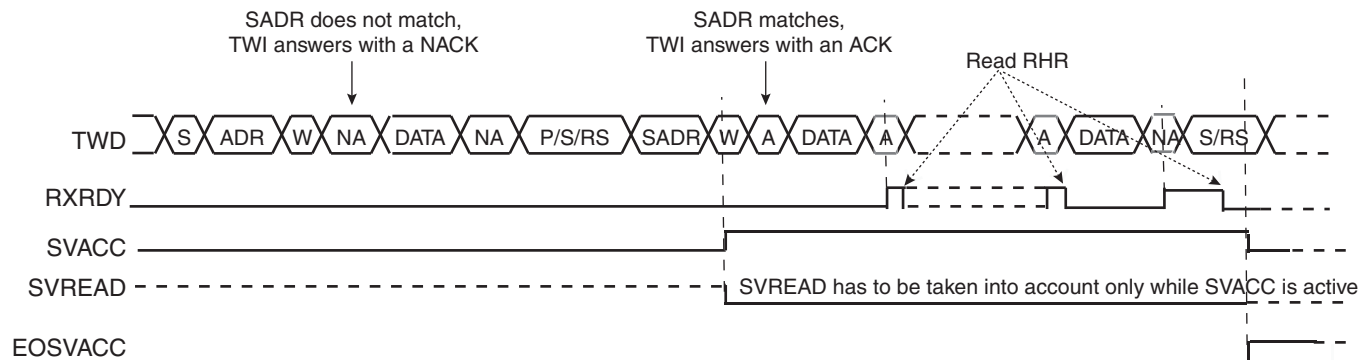 SADR does not match,
TWI answers with a NACK
SADR matches,
TWI answers with an ACK
Read RHR
TWD S ADR W NA DATA NA P/S/RS SADR W A DATA A A DATA NA S/RS
RXRDY
SVACC
SVREAD SVREAD has to be taken into account only while SVACC is active
EOSVACC